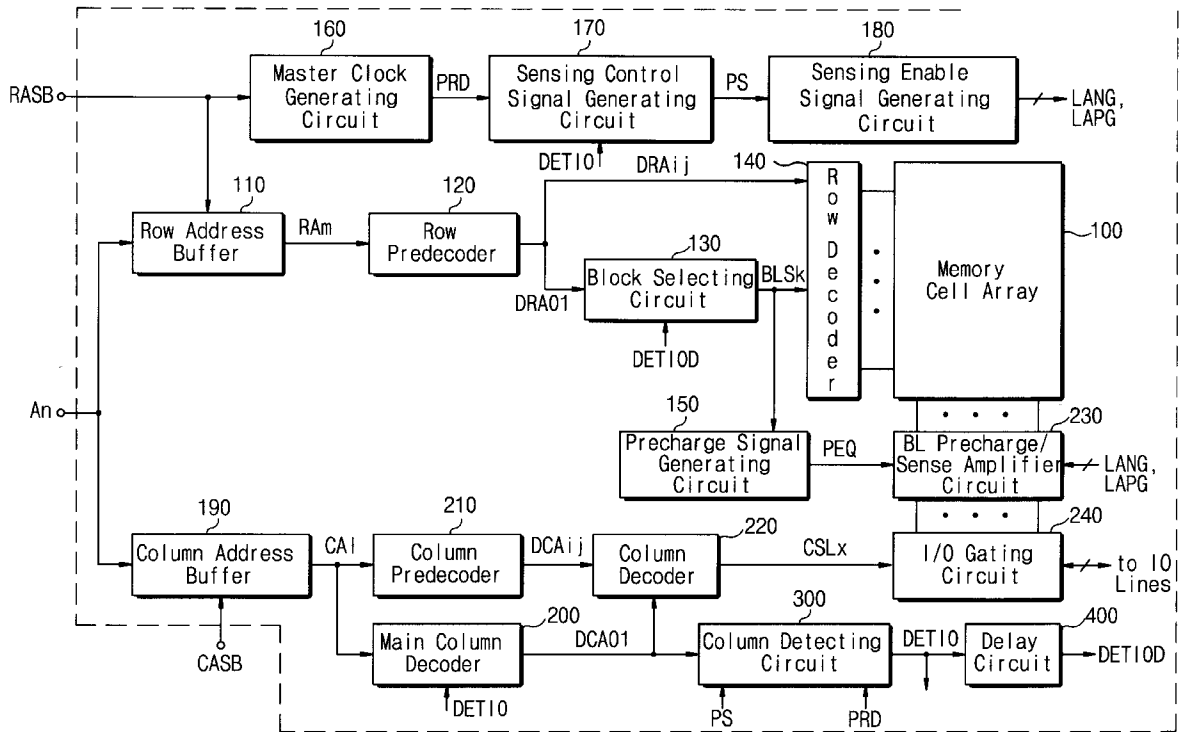 160
170
180
RASB
Master Clock
Generating
Circuit
PRD
Sensing Control
Signal Generating
Circuit
PS
Sensing Enable
Signal Generating
Circuit
LANG,
LAPG
DETIO
DRAij
140
110
120
Row Address
Buffer
RAm
Row
Predecoder
130
DRA01
Block Selecting
Circuit
BLSk
DETIOD
Row Decoder
Memory
Cell Array
100
An
150
Precharge Signal
Generating
Circuit
PEQ
230
BL Precharge/
Sense Amplifier
Circuit
LANG,
LAPG
190
210
220
240
Column Address
Buffer
CAl
Column
Predecoder
DCAij
Column
Decoder
CSLx
I/O Gating
Circuit
to IO
Lines
200
300
400
CASB
Main Column
Decoder
DCA01
Column Detecting
Circuit
DETIO
Delay
Circuit
DETIOD
DETIO
PS
PRD